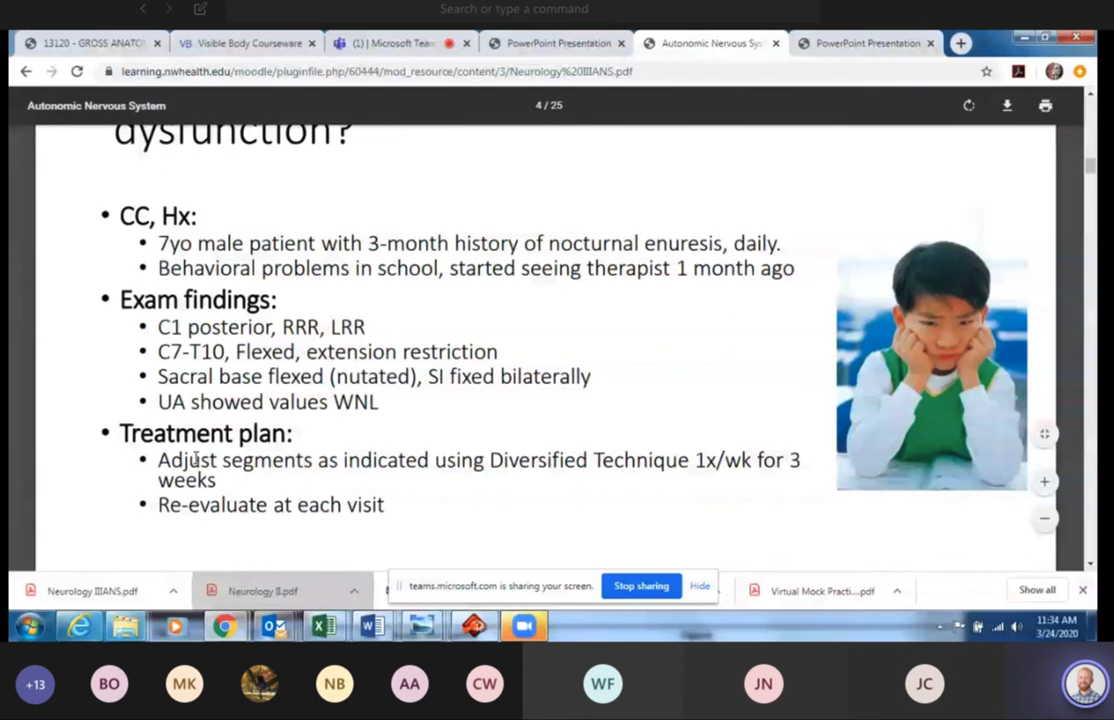 Search or type a command
13120 - GROSS ANATO
VB Visible Body Courseware
(1) | Microsoft Team
PowerPoint Presentation
Autonomic Nervous Sys
PowerPoint Presentation
learning.nwhealth.edu/moodle/pluginfile.php/60444/mod_resource/content/3/Neurology%20IIIANS.pdf
Autonomic Nervous System
4 / 25
dysfunction?
• CC, Hx:
• 7yo male patient with 3-month history of nocturnal enuresis, daily.
• Behavioral problems in school, started seeing therapist 1 month ago
• Exam findings:
• C1 posterior, RRR, LRR
• C7-T10, Flexed, extension restriction
• Sacral base flexed (nutated), SI fixed bilaterally
• UA showed values WNL
• Treatment plan:
• Adjust segments as indicated using Diversified Technique 1x/wk for 3
weeks
• Re-evaluate at each visit
Neurology IIIANS.pdf
Neurology II.pdf
teams.microsoft.com is sharing your screen.
Stop sharing
Hide
Virtual Mock Practi....pdf
Show all
11:34 AM
3/24/2020
+13
BO
MK
NB
AA
CW
WF
JN
JC